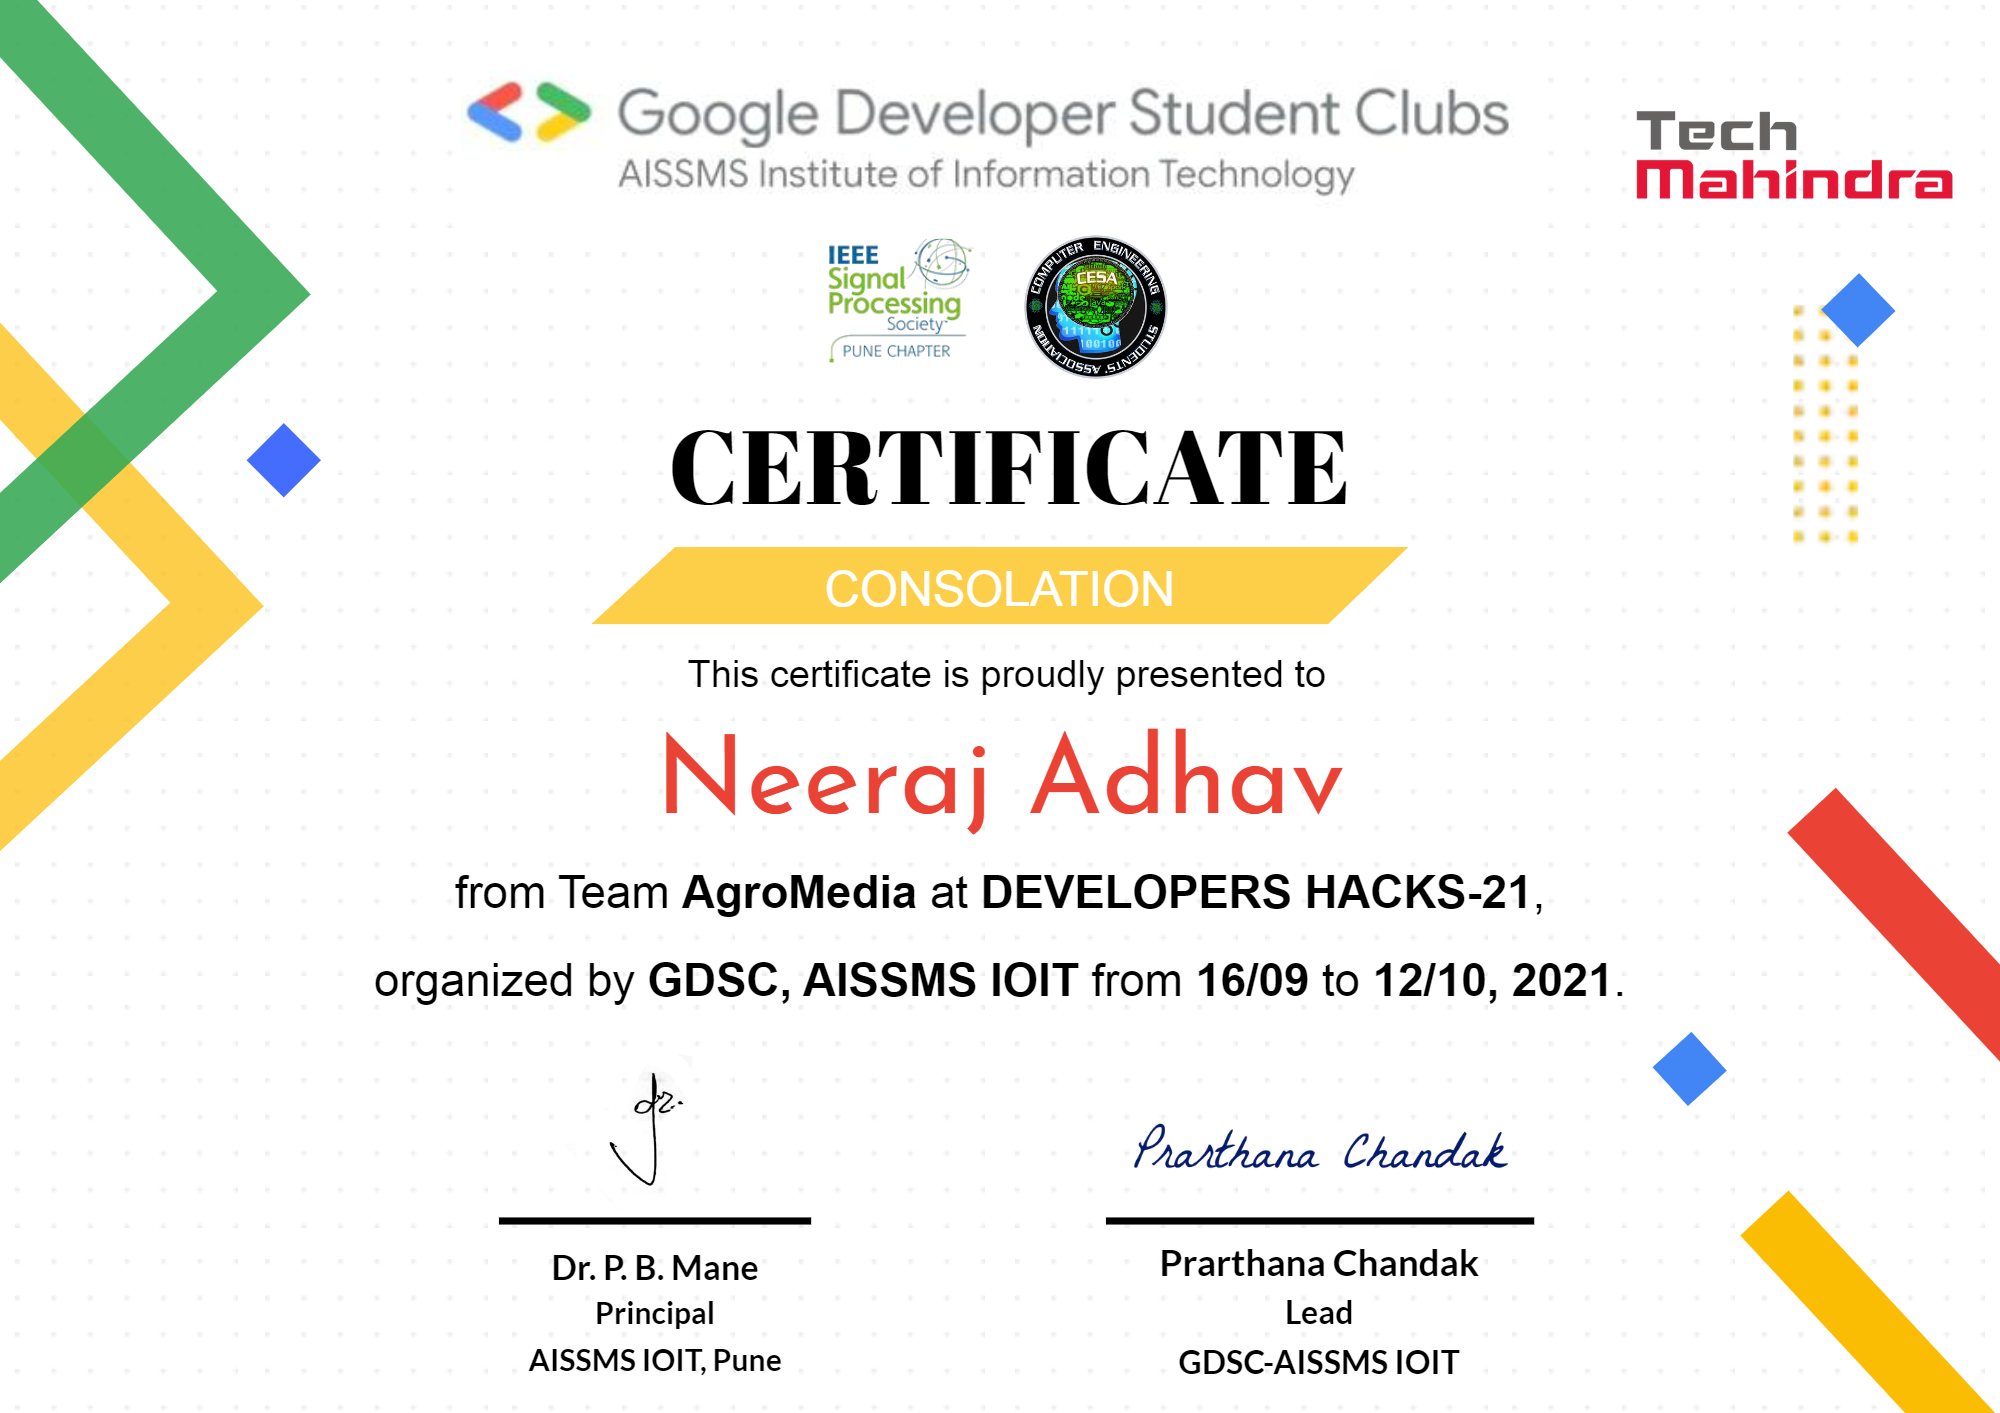 Google Developer Student Clubs
AISSMS Institute of Information Technology
Tech
Mahindra
IEEE
Signal
Processing
Society
PUNE CHAPTER
COMPUTER ENGINEERING
STUDENTS' ASSOCIATION
CESA
100100
CERTIFICATE
CONSOLATION
This certificate is proudly presented to
Neeraj Adhav
from Team AgroMedia at DEVELOPERS HACKS-21,
organized by GDSC, AISSMS IOIT from 16/09 to 12/10, 2021.
Prarthana Chandak
Dr. P. B. Mane
Principal
AISSMS IOIT, Pune
Prarthana Chandak
Lead
GDSC-AISSMS IOIT